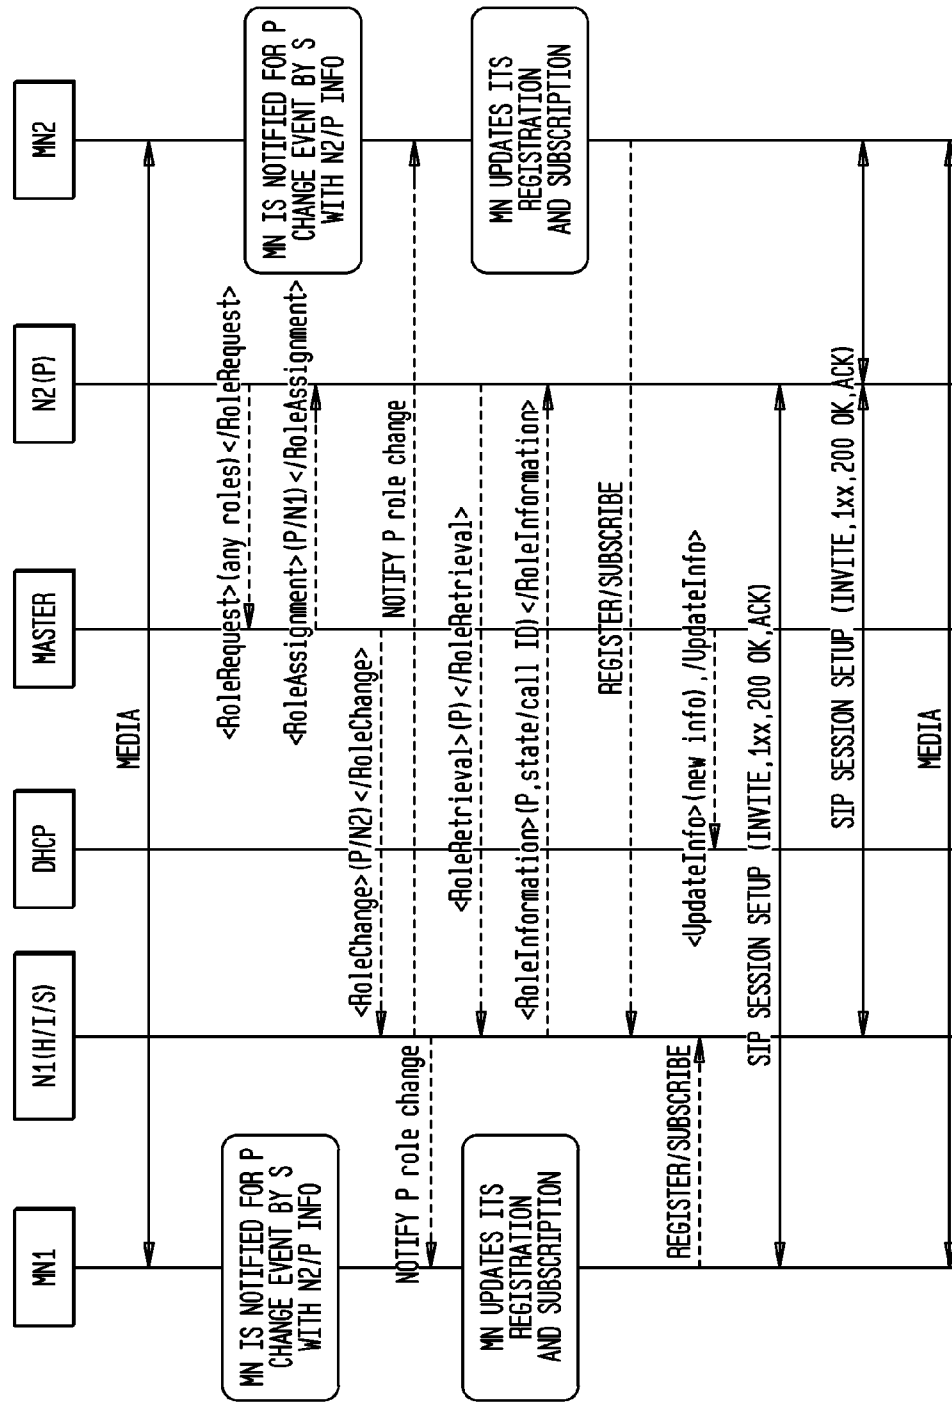 MN1
N1(H/I/S)
DHCP
MASTER
N2(P)
MN2
MEDIA
<RoleRequest>(any roles)</RoleRequest>
MN IS NOTIFIED FOR P
CHANGE EVENT BY S
WITH N2/P INFO
MN IS NOTIFIED FOR P
CHANGE EVENT BY S
WITH N2/P INFO
<RoleAssignment>(P/N1)</RoleAssignment>
<RoleChange>(P/N2)</RoleChange>
NOTIFY P role change
NOTIFY P role change
<RoleRetrieval>(P)</RoleRetrieval>
MN UPDATES ITS
REGISTRATION
AND SUBSCRIPTION
MN UPDATES ITS
REGISTRATION
AND SUBSCRIPTION
<RoleInformation>(P,state/call ID)</RoleInformation>
REGISTER/SUBSCRIBE
REGISTER/SUBSCRIBE
<UpdateInfo>(new info),/UpdateInfo>
SIP SESSION SETUP (INVITE,1xx,200 OK,ACK)
SIP SESSION SETUP (INVITE,1xx,200 OK,ACK)
MEDIA